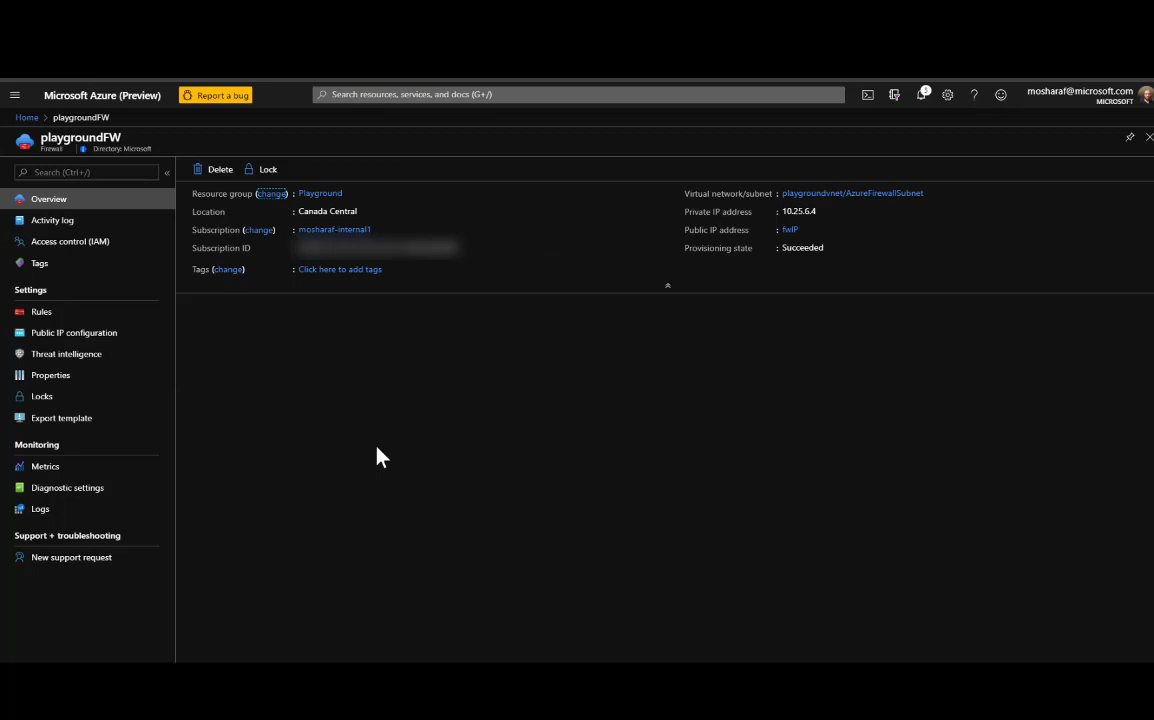 Microsoft Azure (Preview)
Report a bug
Search resources, services, and docs (G+/)
3
mosharaf@microsoft.com
MICROSOFT
Home > playgroundFW
playgroundFW
Firewall
Directory: Microsoft
Search (Ctrl+/)
«
Overview
Activity log
Access control (IAM)
Tags
Settings
Rules
Public IP configuration
Threat intelligence
Properties
Locks
Export template
Monitoring
Metrics
Diagnostic settings
Logs
Support + troubleshooting
New support request
Delete
Lock
Resource group (change) : Playground
Location : Canada Central
Subscription (change) : mosharaf-internal1
Subscription ID
Tags (change) : Click here to add tags
Virtual network/subnet : playgroundvnet/AzureFirewallSubnet
Private IP address : 10.25.6.4
Public IP address : fwIP
Provisioning state : Succeeded